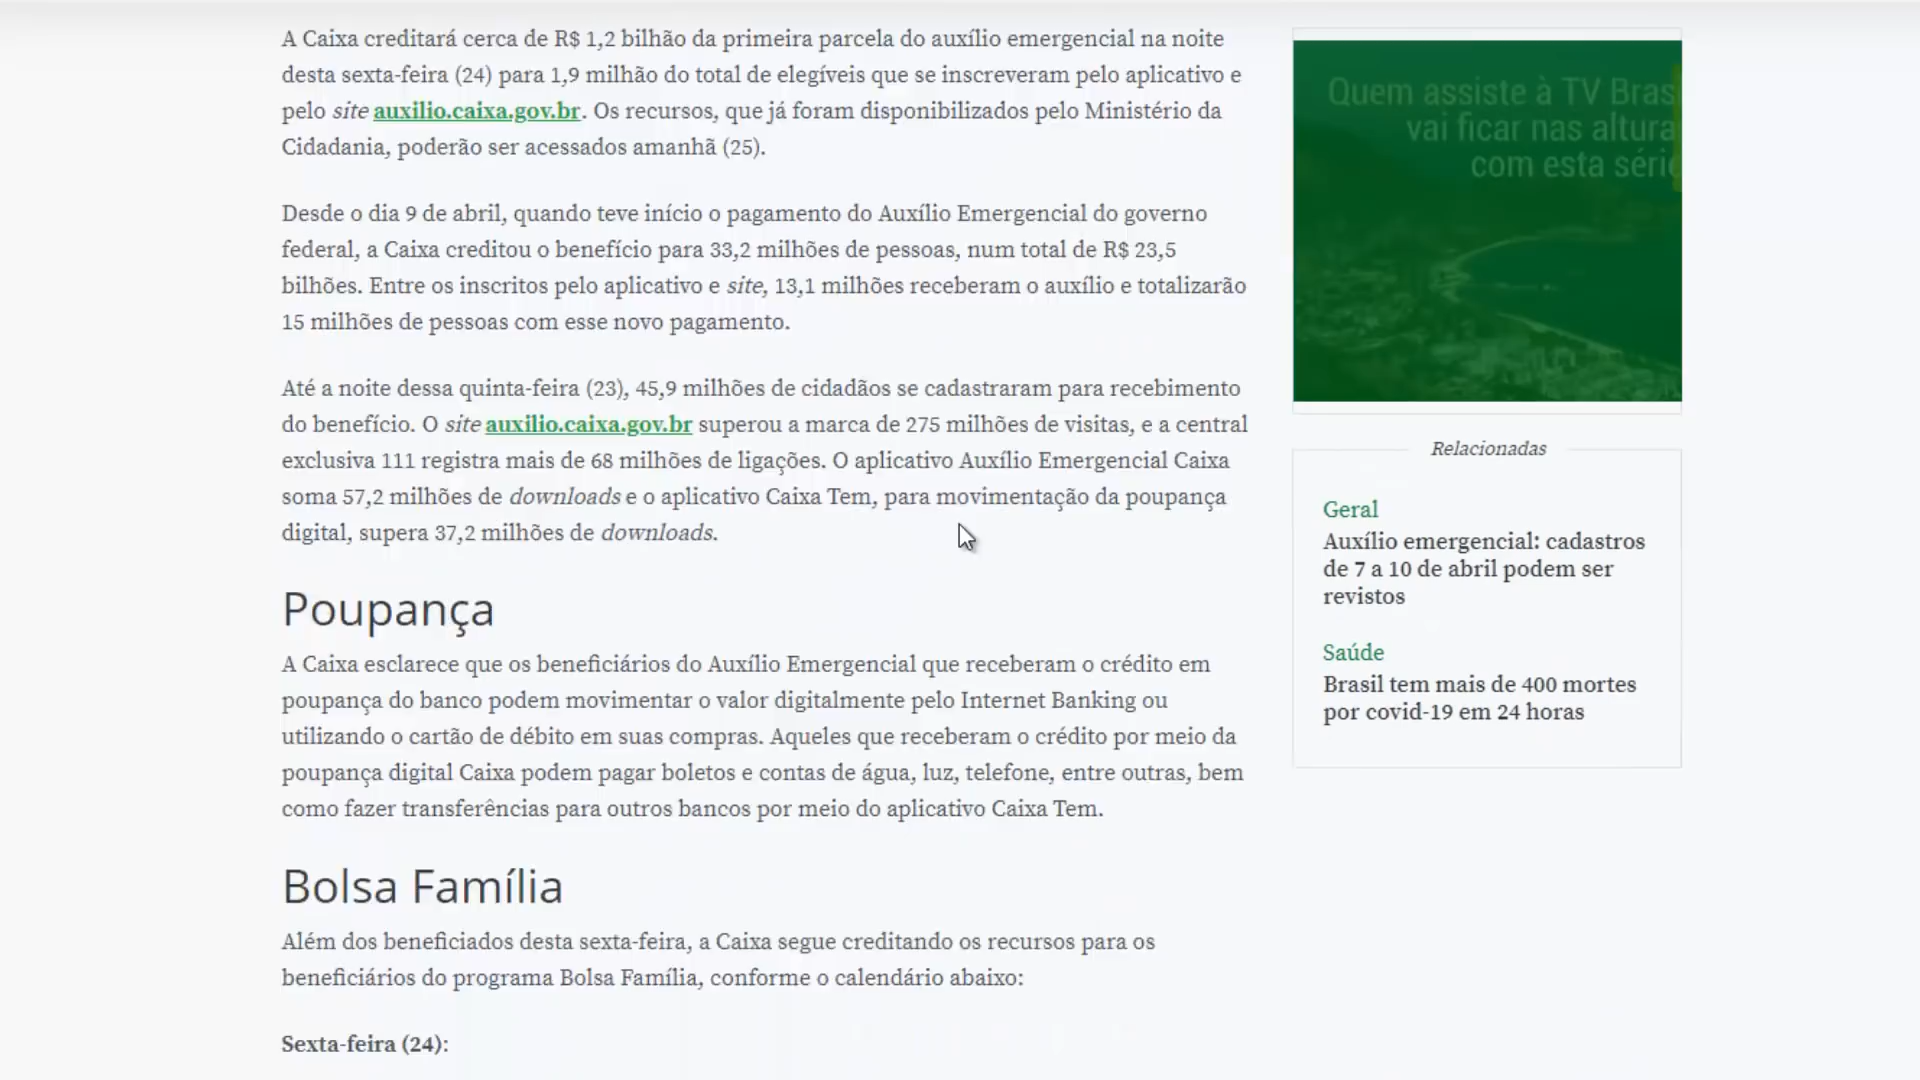 A Caixa creditará cerca de R$ 1,2 bilhão da primeira parcela do auxílio emergencial na noite
desta sexta-feira (24) para 1,9 milhão do total de elegíveis que se inscreveram pelo aplicativo e
pelo site auxilio.caixa.gov.br. Os recursos, que já foram disponibilizados pelo Ministério da
Cidadania, poderão ser acessados amanhã (25).
Desde o dia 9 de abril, quando teve início o pagamento do Auxílio Emergencial do governo
federal, a Caixa creditou o benefício para 33,2 milhões de pessoas, num total de R$ 23,5
bilhões. Entre os inscritos pelo aplicativo e site, 13,1 milhões receberam o auxílio e totalizarão
15 milhões de pessoas com esse novo pagamento.
Até a noite dessa quinta-feira (23), 45,9 milhões de cidadãos se cadastraram para recebimento
do benefício. O site auxilio.caixa.gov.br superou a marca de 275 milhões de visitas, e a central
exclusiva 111 registra mais de 68 milhões de ligações. O aplicativo Auxílio Emergencial Caixa
soma 57,2 milhões de downloads e o aplicativo Caixa Tem, para movimentação da poupança
digital, supera 37,2 milhões de downloads.
Poupança
A Caixa esclarece que os beneficiários do Auxílio Emergencial que receberam o crédito em
poupança do banco podem movimentar o valor digitalmente pelo Internet Banking ou
utilizando o cartão de débito em suas compras. Aqueles que receberam o crédito por meio da
poupança digital Caixa podem pagar boletos e contas de água, luz, telefone, entre outras, bem
como fazer transferências para outros bancos por meio do aplicativo Caixa Tem.
Bolsa Família
Além dos beneficiados desta sexta-feira, a Caixa segue creditando os recursos para os
beneficiários do programa Bolsa Família, conforme o calendário abaixo:
Sexta-feira (24):
Quem assiste à TV Bras
vai ficar nas altura
com esta séri
Relacionadas
Geral
Auxílio emergencial: cadastros
de 7 a 10 de abril podem ser
revistos
Saúde
Brasil tem mais de 400 mortes
por covid-19 em 24 horas